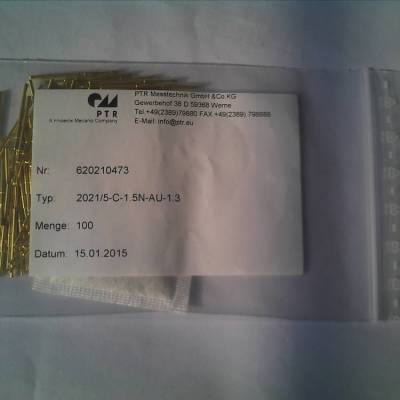 PTR Messtechnik GmbH &Co.KG
Gewerbehof 38 D 59368 Werne
Tel.+49(2389)79880 FAX +49(2389) 798888
E-Mail: info@ptr.eu
PTR
A Phoenix Mecano Company
Nr: 620210473
Typ: 2021/5-C-1.5N-AU-1.3
Menge: 100
Datum: 15.01.2015